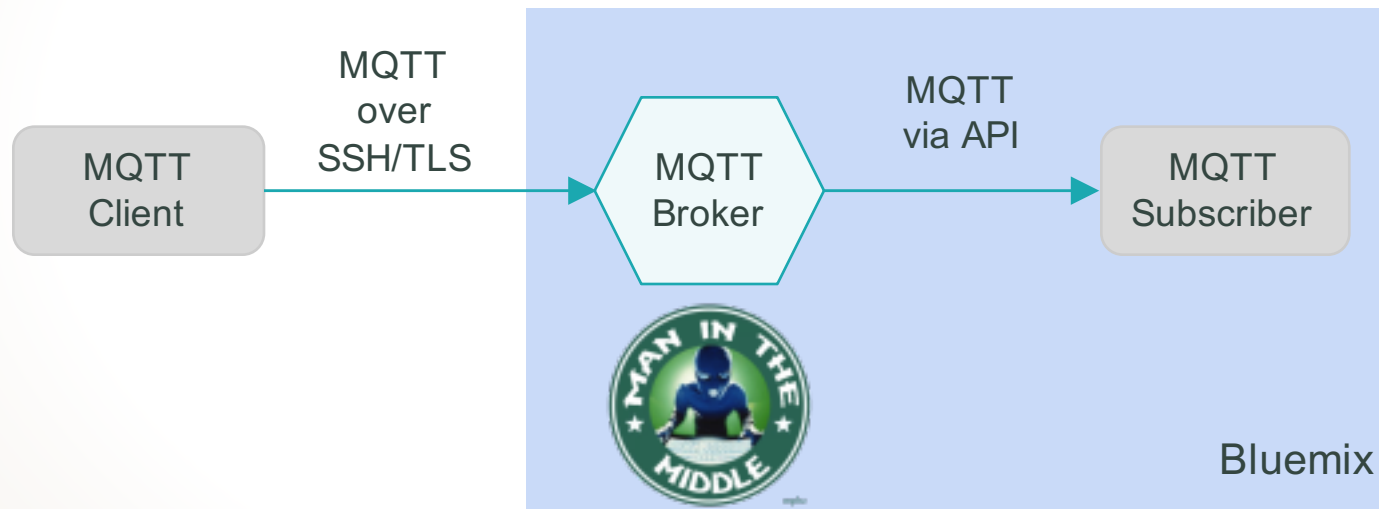 MQTT
Client
MQTT
over
SSH/TLS
MQTT
Broker
MQTT
via API
MQTT
Subscriber
MAN IN THE
MIDDLE
Bluemix